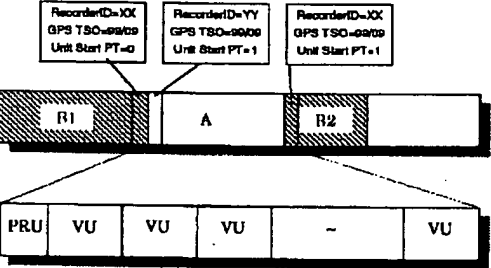 RecorderID=XX
GPS TSO=99/09
Unit Start PT=0
RecorderID=YY
GPS TSO=99/09
Unit Start PT=1
RecorderID=XX
GPS TSO=99/09
Unit Start PT=1
B1 A B2
PRU VU VU VU ~ VU